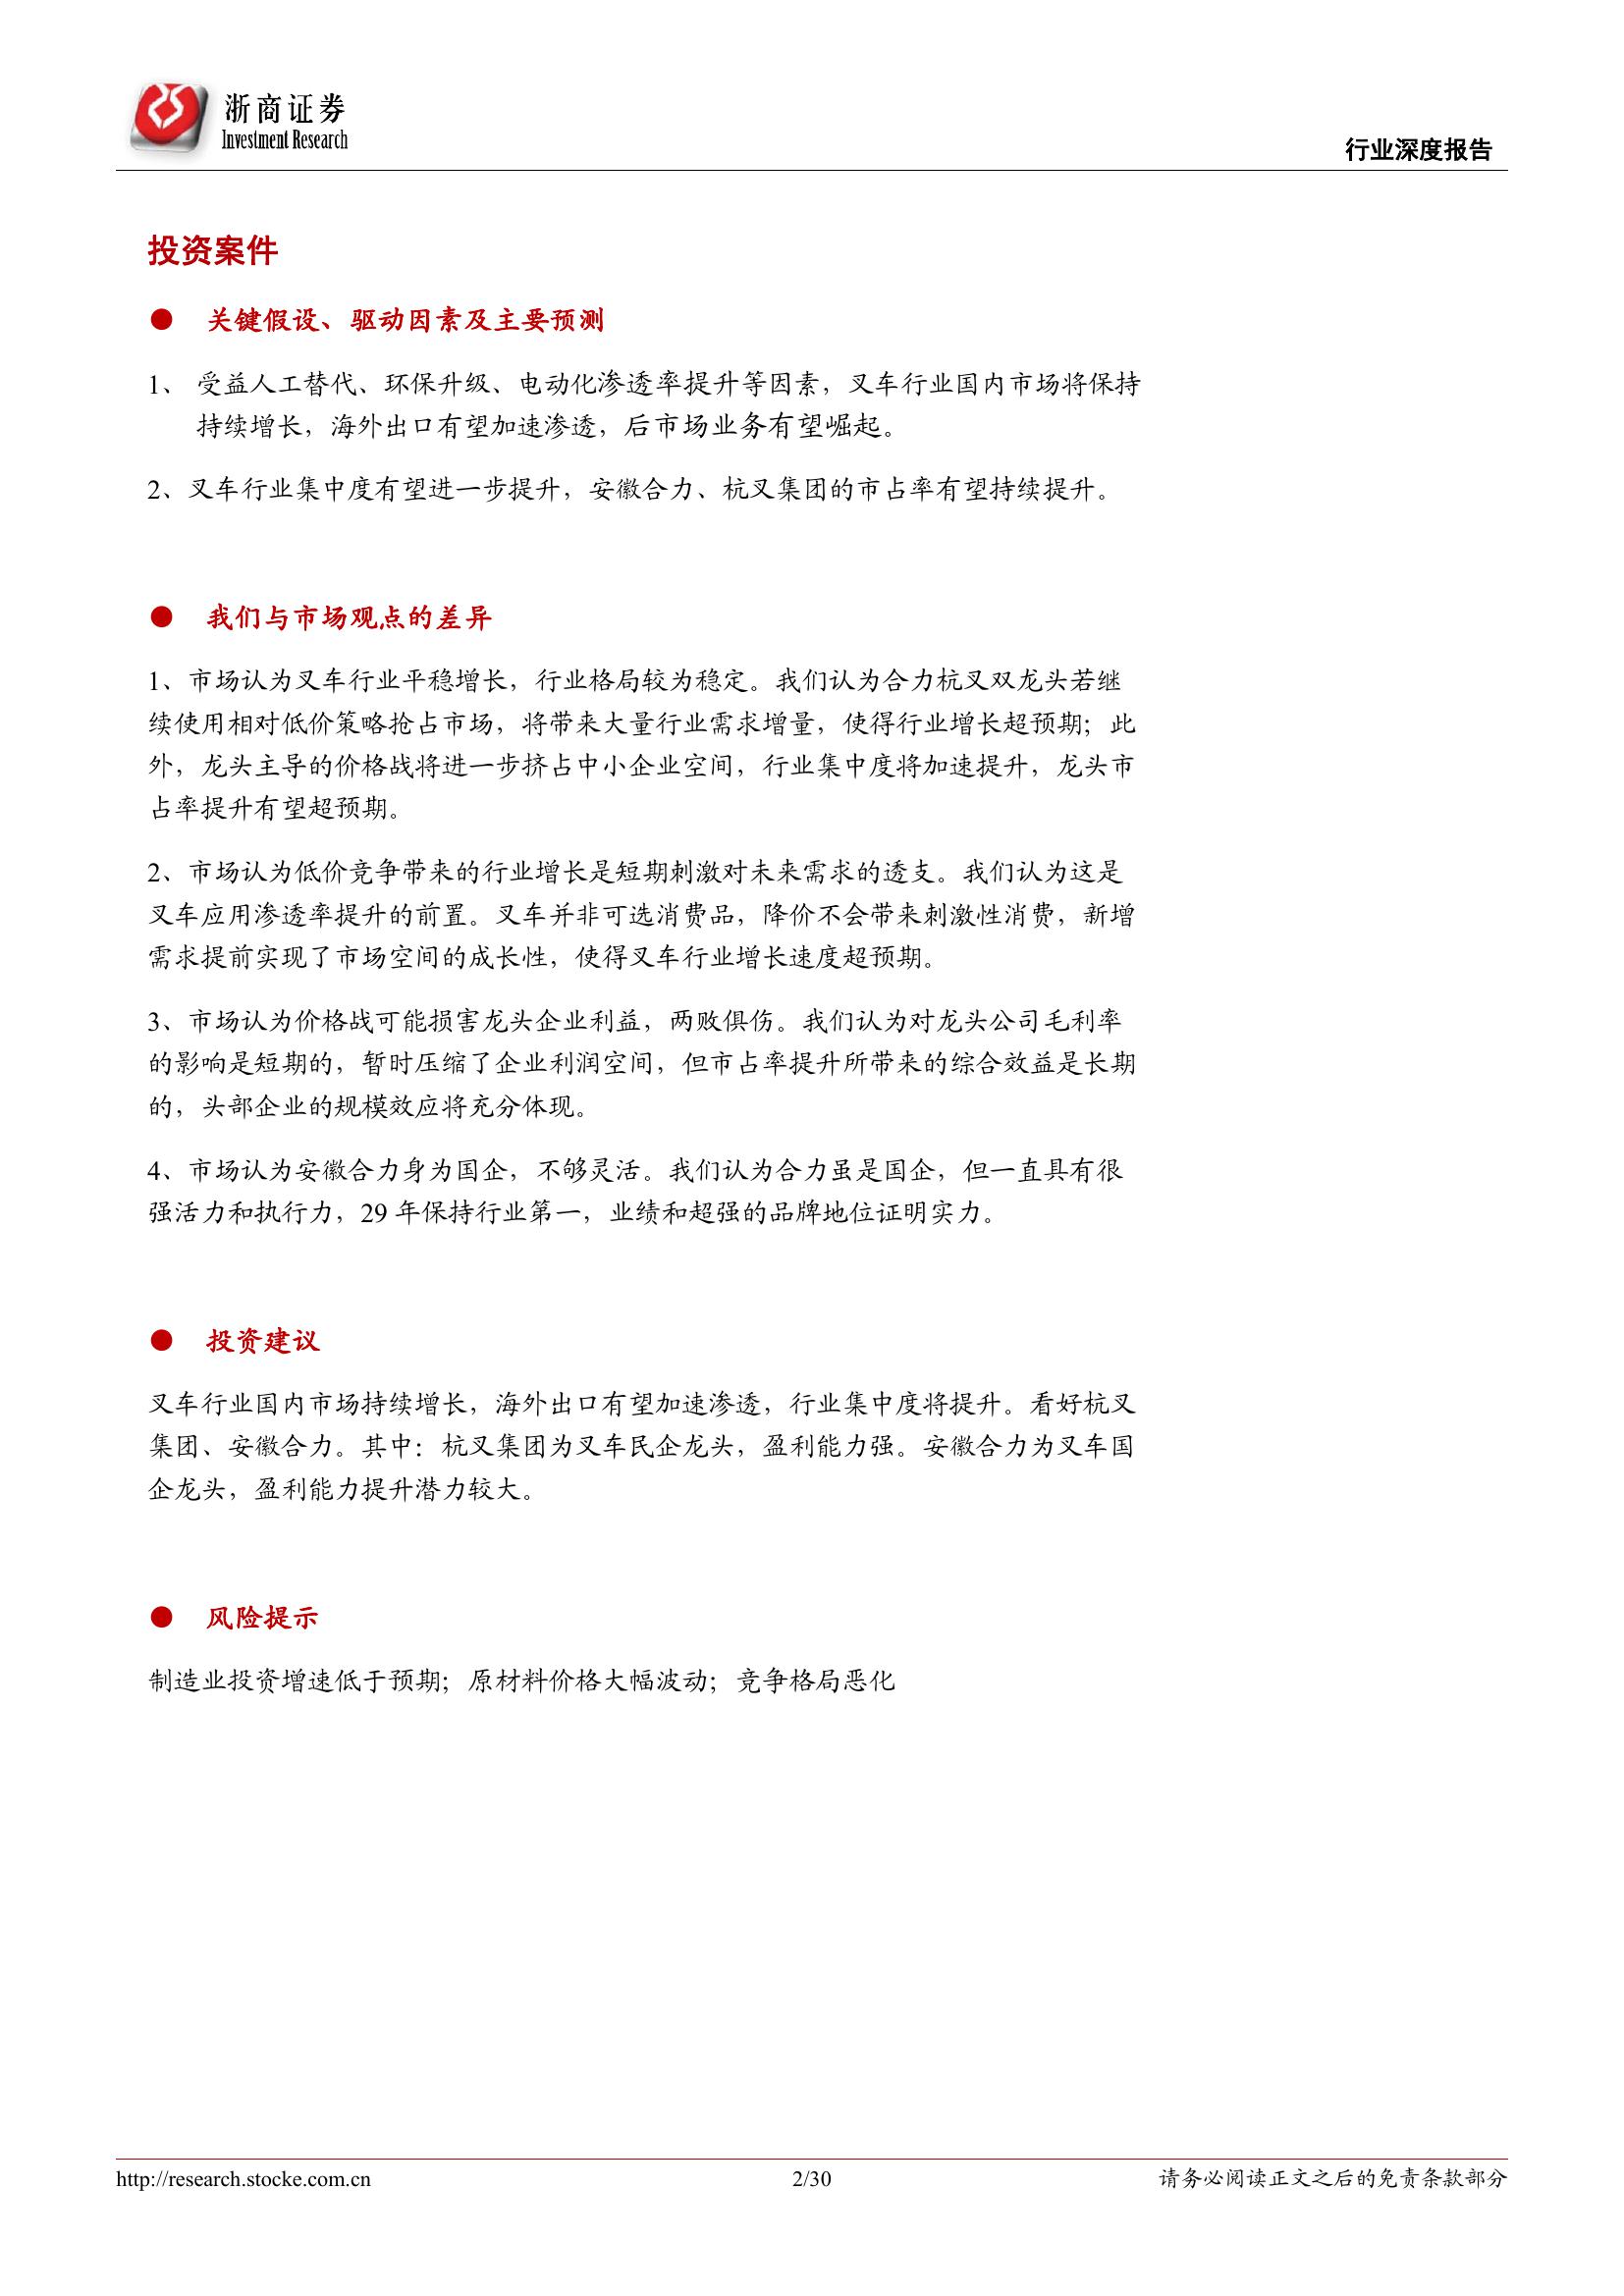 浙商证券
Investment Research
行业深度报告
投资案件
● 关键假设、驱动因素及主要预测
1、 受益人工替代、环保升级、电动化渗透率提升等因素，叉车行业国内市场将保持
持续增长，海外出口有望加速渗透，后市场业务有望崛起。
2、叉车行业集中度有望进一步提升，安徽合力、杭叉集团的市占率有望持续提升。
● 我们与市场观点的差异
1、市场认为叉车行业平稳增长，行业格局较为稳定。我们认为合力杭叉双龙头若继
续使用相对低价策略抢占市场，将带来大量行业需求增量，使得行业增长超预期；此
外，龙头主导的价格战将进一步挤占中小企业空间，行业集中度将加速提升，龙头市
占率提升有望超预期。
2、市场认为低价竞争带来的行业增长是短期刺激对未来需求的透支。我们认为这是
叉车应用渗透率提升的前置。叉车并非可选消费品，降价不会带来刺激性消费，新增
需求提前实现了市场空间的成长性，使得叉车行业增长速度超预期。
3、市场认为价格战可能损害龙头企业利益，两败俱伤。我们认为对龙头公司毛利率
的影响是短期的，暂时压缩了企业利润空间，但市占率提升所带来的综合效益是长期
的，头部企业的规模效应将充分体现。
4、市场认为安徽合力身为国企，不够灵活。我们认为合力虽是国企，但一直具有很
强活力和执行力，29 年保持行业第一，业绩和超强的品牌地位证明实力。
● 投资建议
叉车行业国内市场持续增长，海外出口有望加速渗透，行业集中度将提升。看好杭叉
集团、安徽合力。其中：杭叉集团为叉车民企龙头，盈利能力强。安徽合力为叉车国
企龙头，盈利能力提升潜力较大。
● 风险提示
制造业投资增速低于预期；原材料价格大幅波动；竞争格局恶化
http://research.stocke.com.cn
2/30
请务必阅读正文之后的免责条款部分